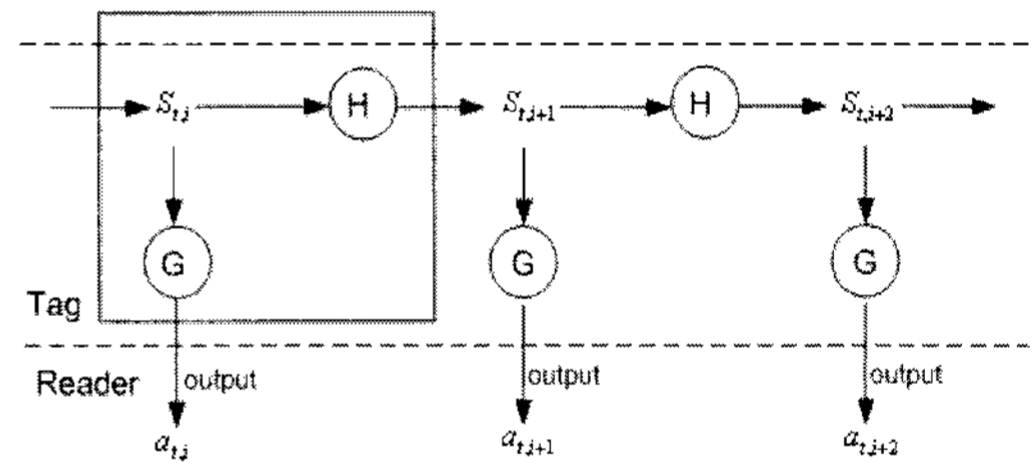 S_{t,i} H S_{t,i+1} H S_{t,i+2}
G G G
Tag
Reader output output output
a_{t,i} a_{t,i+1} a_{t,i+2}